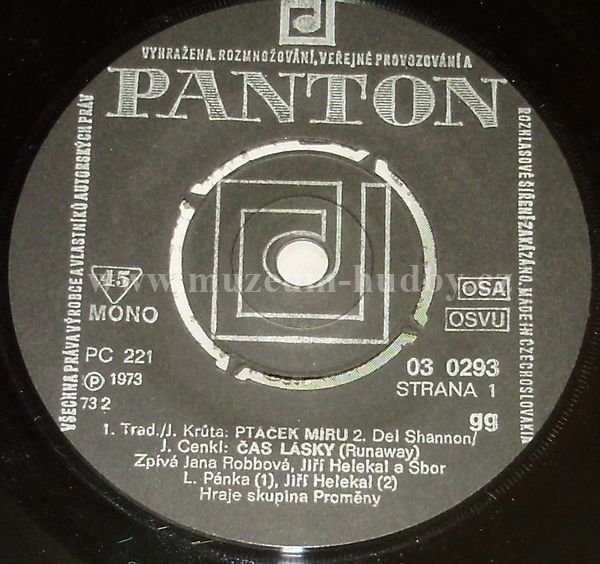 VYHRAŽENA. ROZMNOŽOVÁNÍ, VEŘEJNÉ PROVOZOVÁNÍ A
PANTON
VŠECHNA PRÁVA VÝROBCE A VLASTNÍKŮ AUTORSKÝCH PRÁV
ROZHLASOVÉ ŠÍŘENÍ ZAKÁZÁNO. MADE IN CZECHOSLOVAKIA
www.muzeum-hudby.cz
45
MONO
OSA
OSVU
PC 221
Ⓟ 1973
73 2
03 0293
STRANA 1
gg
1. Trad./J. Krůta: PTÁČEK MÍRU 2. Del Shannon/
J. Cenkl: ČAS LÁSKY (Runaway)
Zpívá Jana Robbová, Jiří Helekal a Sbor
L. Pánka (1), Jiří Helekal (2)
Hraje skupina Proměny